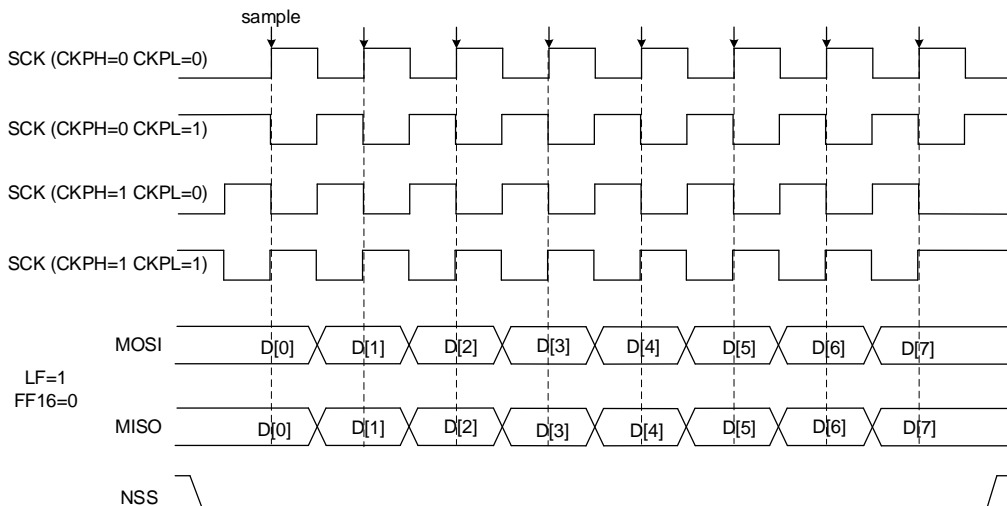 sample
SCK (CKPH=0 CKPL=0)
SCK (CKPH=0 CKPL=1)
SCK (CKPH=1 CKPL=0)
SCK (CKPH=1 CKPL=1)
MOSI
D[0] D[1] D[2] D[3] D[4] D[5] D[6] D[7]
LF=1
FF16=0
MISO
D[0] D[1] D[2] D[3] D[4] D[5] D[6] D[7]
NSS